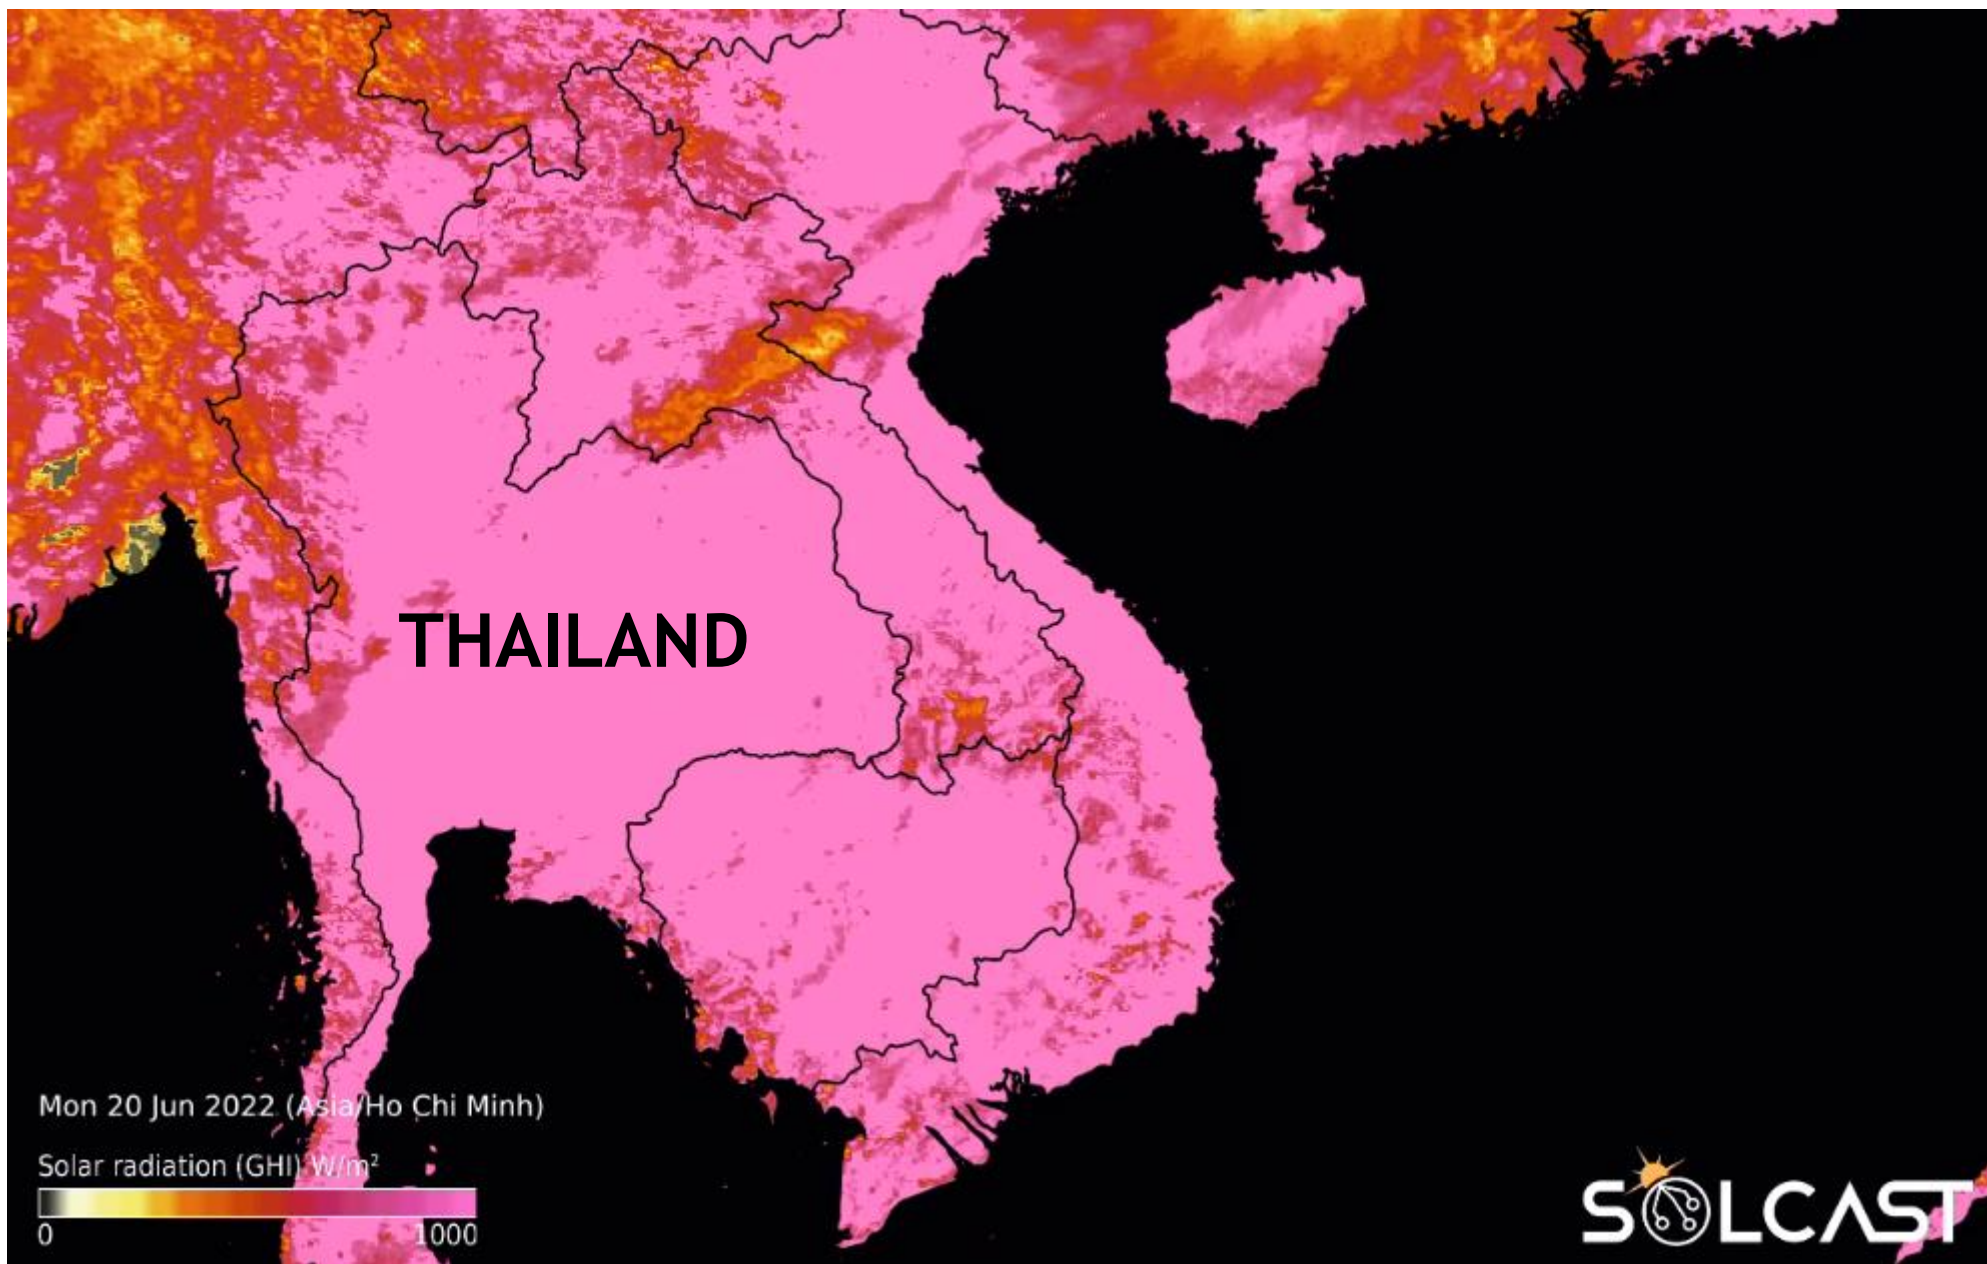 THAILAND
Mon 20 Jun 2022 (Asia/Ho Chi Minh)
Solar radiation (GHI) W/m²
0 1000
SOLCAST